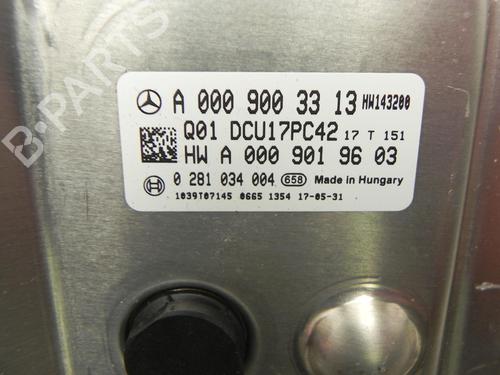 A 000 900 33 13 HW143200
Q01 DCU17PC42 17 T 151
HW A 000 901 96 03
0 281 034 004 658 Made in Hungary
1039T07145 0665 1354 17-05-31
B-PARTS